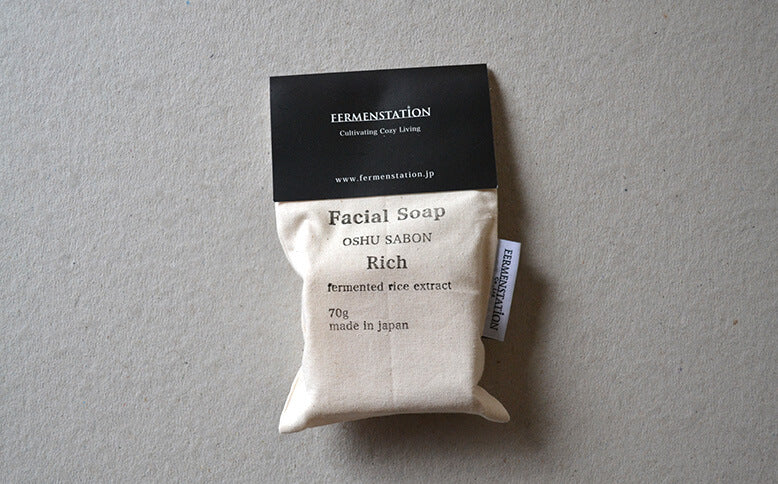 FERMENSTATION
Cultivating Cozy Living
www.fermenstation.jp
Facial Soap
OSHU SABON
Rich
fermented rice extract
70g
made in japan
FERMENSTATION